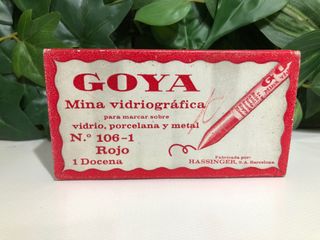 GOYA
Mina vidriográfica
para marcar sobre
vidrio, porcelana y metal
N.º 106-1
Rojo
1 Docena
Fabricada por:
HASSINGER, S.A. Barcelona.